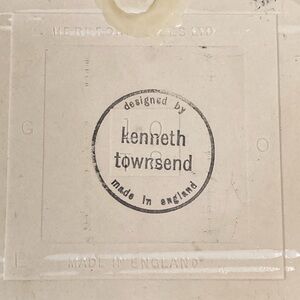 designed by
kenneth
townsend
made in england
G
O
MADE IN ENGLAND